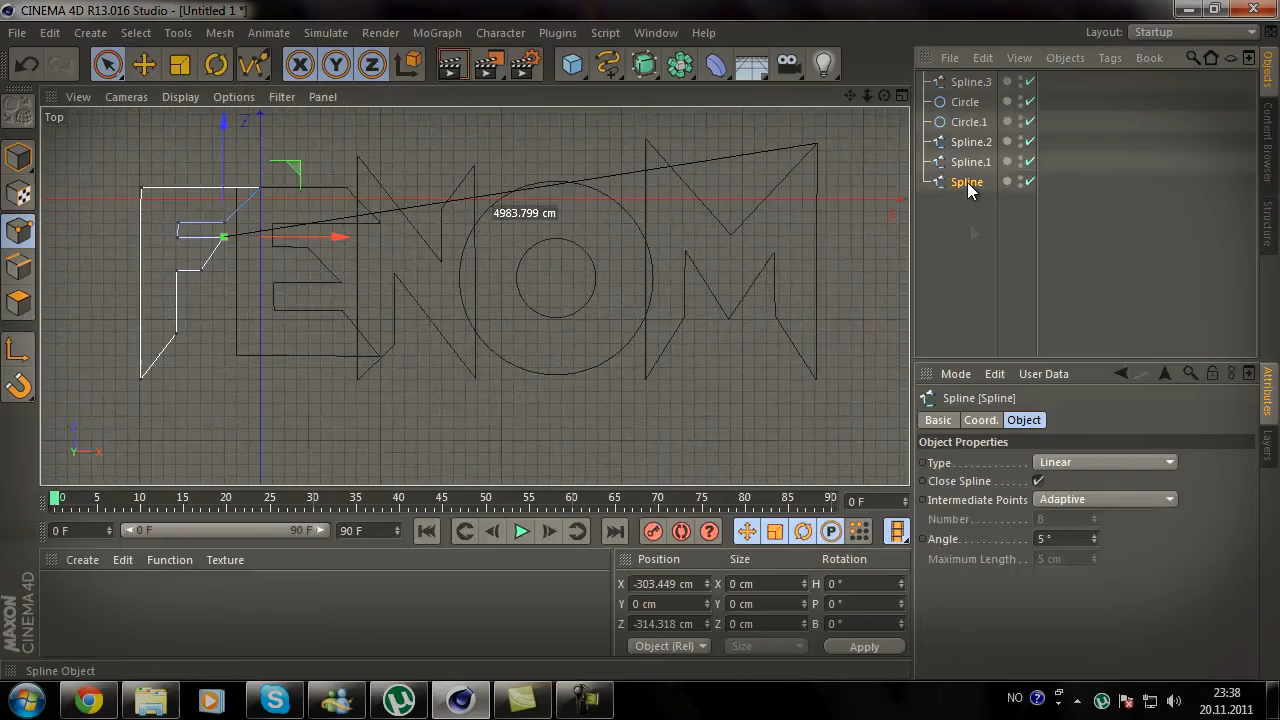 CINEMA 4D R13.016 Studio - [Untitled 1 *]
File Edit Create Select Tools Mesh Animate Simulate Render MoGraph Character Plugins Script Window Help
Layout: Startup
X Y Z
File Edit View Objects Tags Book
View Cameras Display Options Filter Panel
Top
Z
X
4983.799 cm
FENOM
Z
Y X
Spline.3
Circle
Circle.1
Spline.2
Spline.1
Spline
Objects
Content Browser
Structure
Mode Edit User Data
Spline [Spline]
Basic Coord. Object
Object Properties
Type Linear
Close Spline
Intermediate Points Adaptive
Number 8
Angle 5 °
Maximum Length 5 cm
Attributes
Layers
0 5 10 15 20 25 30 35 40 45 50 55 60 65 70 75 80 85 90 0 F
0 F 0 F 90 F 90 F
P
Create Edit Function Texture
Position Size Rotation
X -303.449 cm X 0 cm H 0 °
Y 0 cm Y 0 cm P 0 °
Z -314.318 cm Z 0 cm B 0 °
Object (Rel) Size Apply
MAXON
CINEMA 4D
Spline Object
NO
23:38
20.11.2011